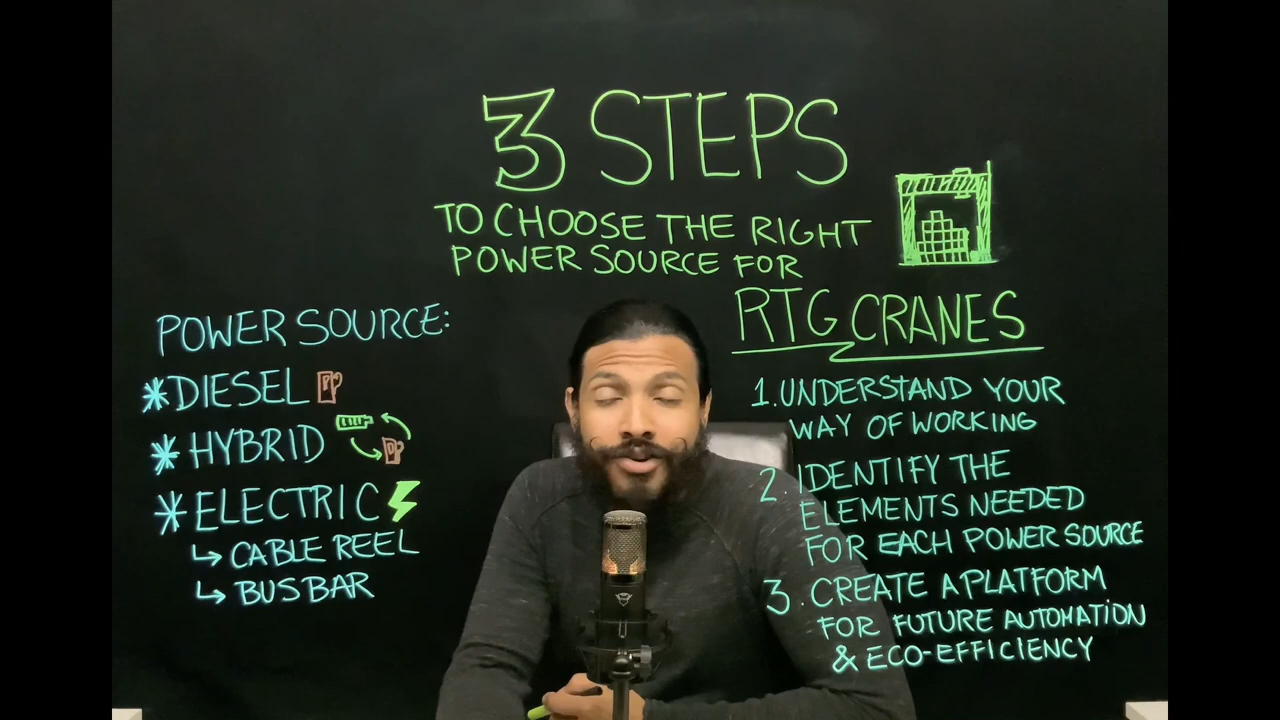 3 STEPS
TO CHOOSE THE RIGHT
POWER SOURCE FOR
RTG CRANES
POWER SOURCE:
* DIESEL
* HYBRID
* ELECTRIC
↳ CABLE REEL
↳ BUSBAR
1. UNDERSTAND YOUR
WAY OF WORKING
2. IDENTIFY THE
ELEMENTS NEEDED
FOR EACH POWER SOURCE
3. CREATE A PLATFORM
FOR FUTURE AUTOMATION
& ECO-EFFICIENCY